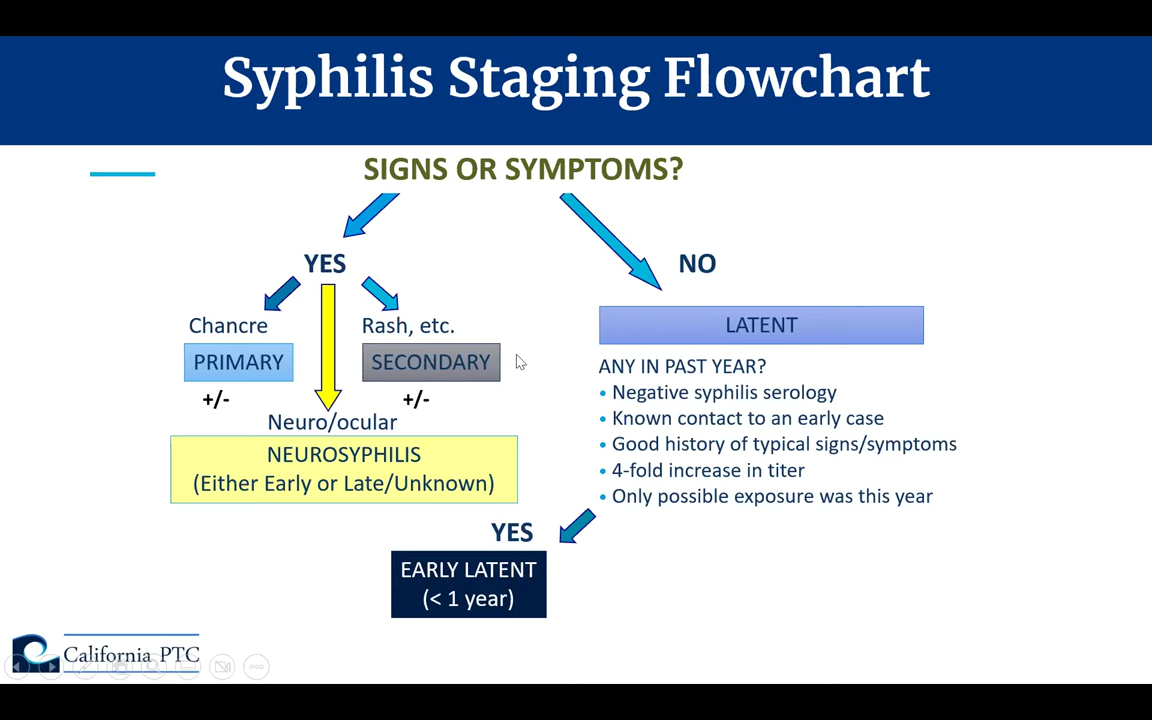 Syphilis Staging Flowchart
SIGNS OR SYMPTOMS?
YES
NO
Chancre
Rash, etc.
PRIMARY
SECONDARY
+/-
+/-
Neuro/ocular
NEUROSYPHILIS
(Either Early or Late/Unknown)
LATENT
ANY IN PAST YEAR?
• Negative syphilis serology
• Known contact to an early case
• Good history of typical signs/symptoms
• 4-fold increase in titer
• Only possible exposure was this year
YES
EARLY LATENT
(< 1 year)
California PTC